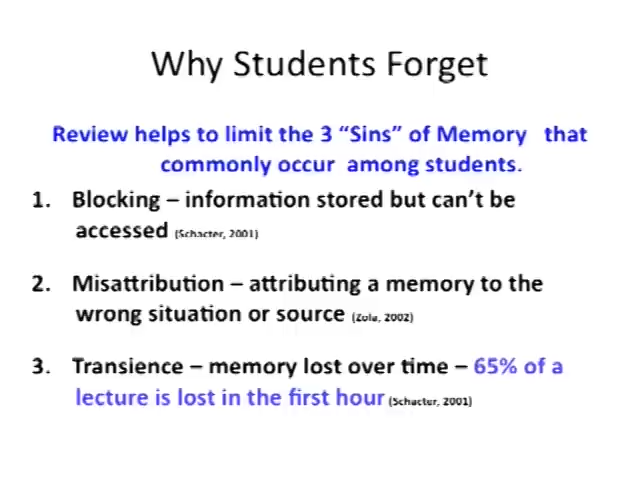 Why Students Forget
Review helps to limit the 3 “Sins” of Memory that
commonly occur among students.
1. Blocking – information stored but can’t be
accessed (Schacter, 2001)
2. Misattribution – attributing a memory to the
wrong situation or source (Zola, 2002)
3. Transience – memory lost over time – 65% of a
lecture is lost in the first hour (Schacter, 2001)